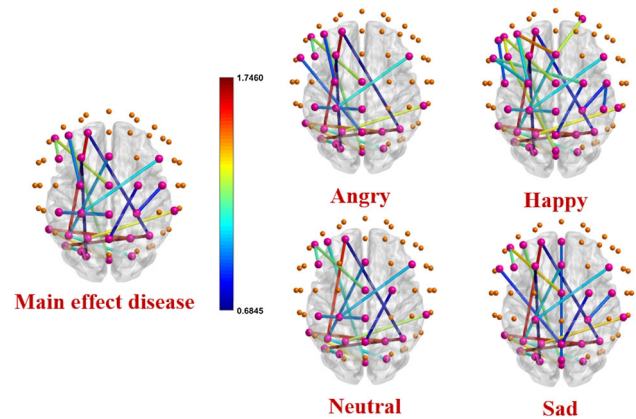 1.7460
0.6845
Main effect disease
Angry
Happy
Neutral
Sad